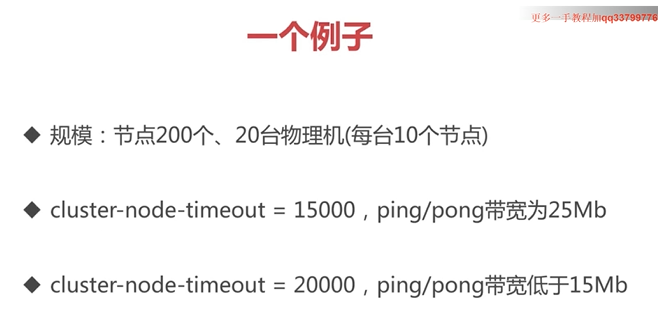 更多一手教程加qq33799776
一个例子
◆ 规模：节点200个、20台物理机(每台10个节点)
◆ cluster-node-timeout = 15000，ping/pong带宽为25Mb
◆ cluster-node-timeout = 20000，ping/pong带宽低于15Mb